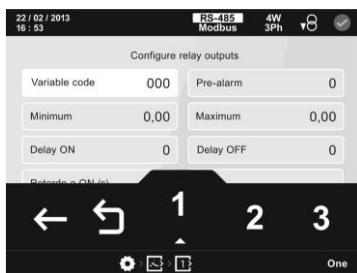 22 / 02 / 2013
16 : 53
RS-485
Modbus
4W
3Ph
Configure relay outputs
Variable code 000
Pre-alarm 0
Minimum 0,00
Maximum 0,00
Delay ON 0
Delay OFF 0
1 2 3
1
One